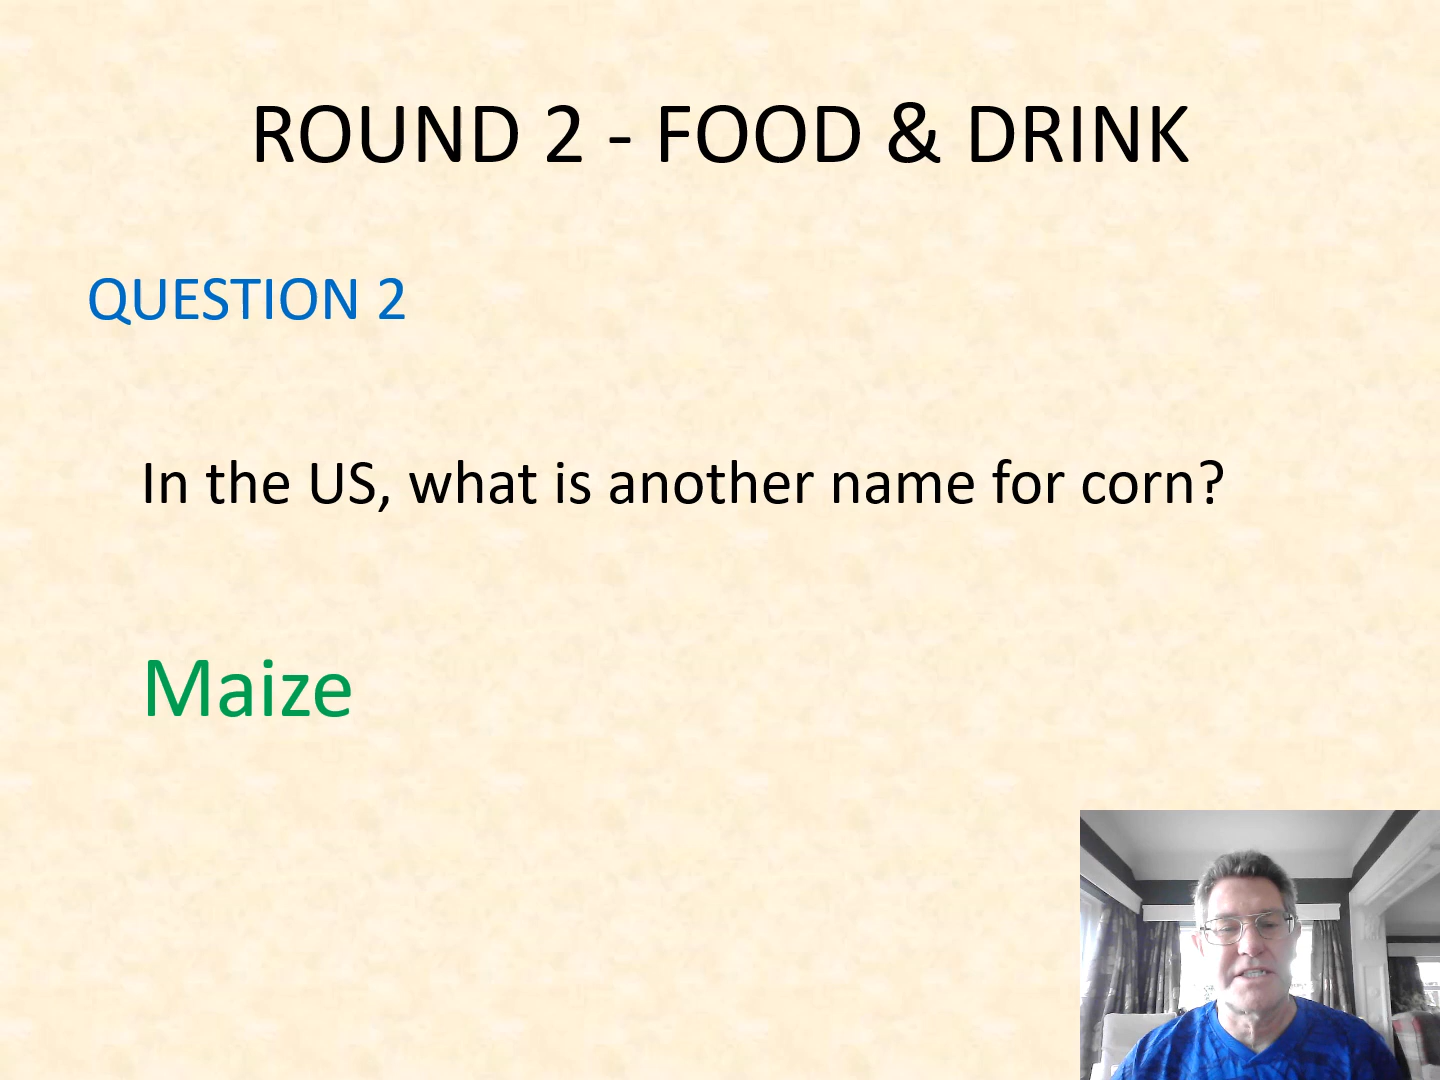 ROUND 2 - FOOD & DRINK
QUESTION 2
In the US, what is another name for corn?
Maize